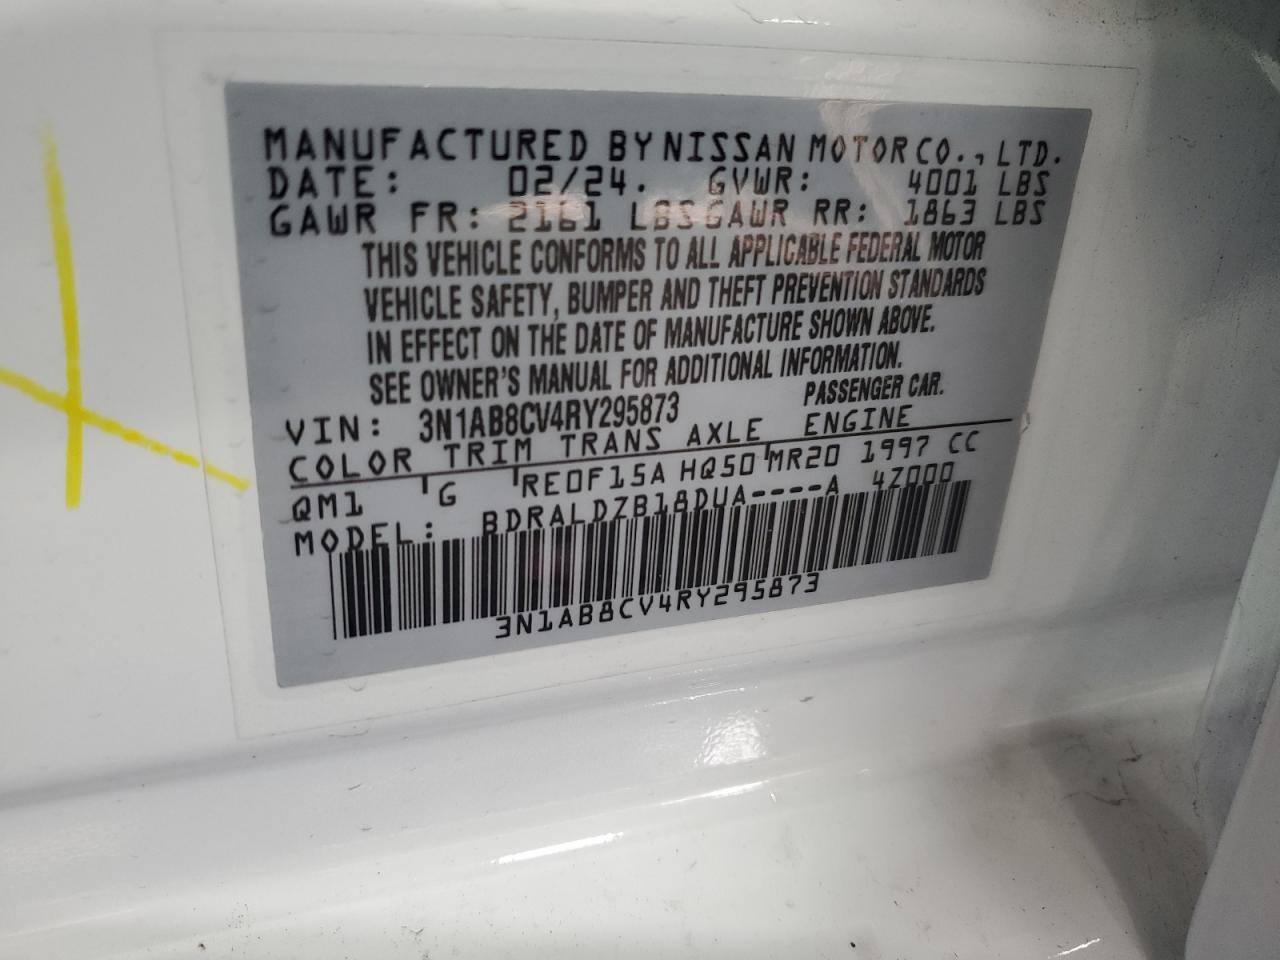 MANUFACTURED BY NISSAN MOTOR CO., LTD.
DATE: 02/24. GVWR: 4001 LBS
GAWR FR: 2161 LBS GAWR RR: 1863 LBS
THIS VEHICLE CONFORMS TO ALL APPLICABLE FEDERAL MOTOR
VEHICLE SAFETY, BUMPER AND THEFT PREVENTION STANDARDS
IN EFFECT ON THE DATE OF MANUFACTURE SHOWN ABOVE.
SEE OWNER'S MANUAL FOR ADDITIONAL INFORMATION.
VIN: 3N1AB8CV4RY295873 PASSENGER CAR.
COLOR TRIM TRANS AXLE ENGINE
QM1 G RE0F15A HQ50 MR20 1997 CC
MODEL: BDRALDZB18DUA----A 4Z000
3N1AB8CV4RY295873